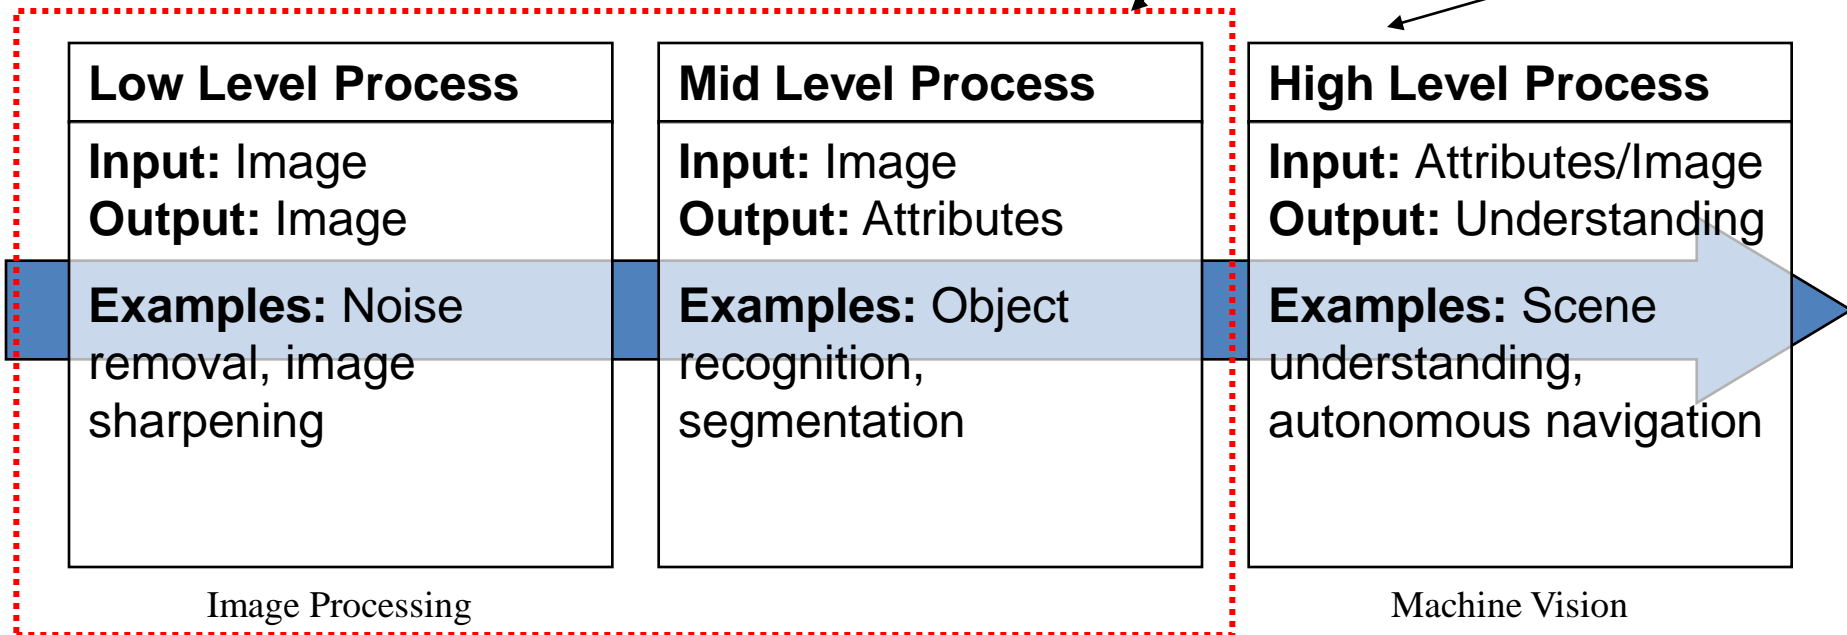 Low Level Process
Input: Image
Output: Image
Examples: Noise
removal, image
sharpening
Mid Level Process
Input: Image
Output: Attributes
Examples: Object
recognition,
segmentation
High Level Process
Input: Attributes/Image
Output: Understanding
Examples: Scene
understanding,
autonomous navigation
Image Processing
Machine Vision